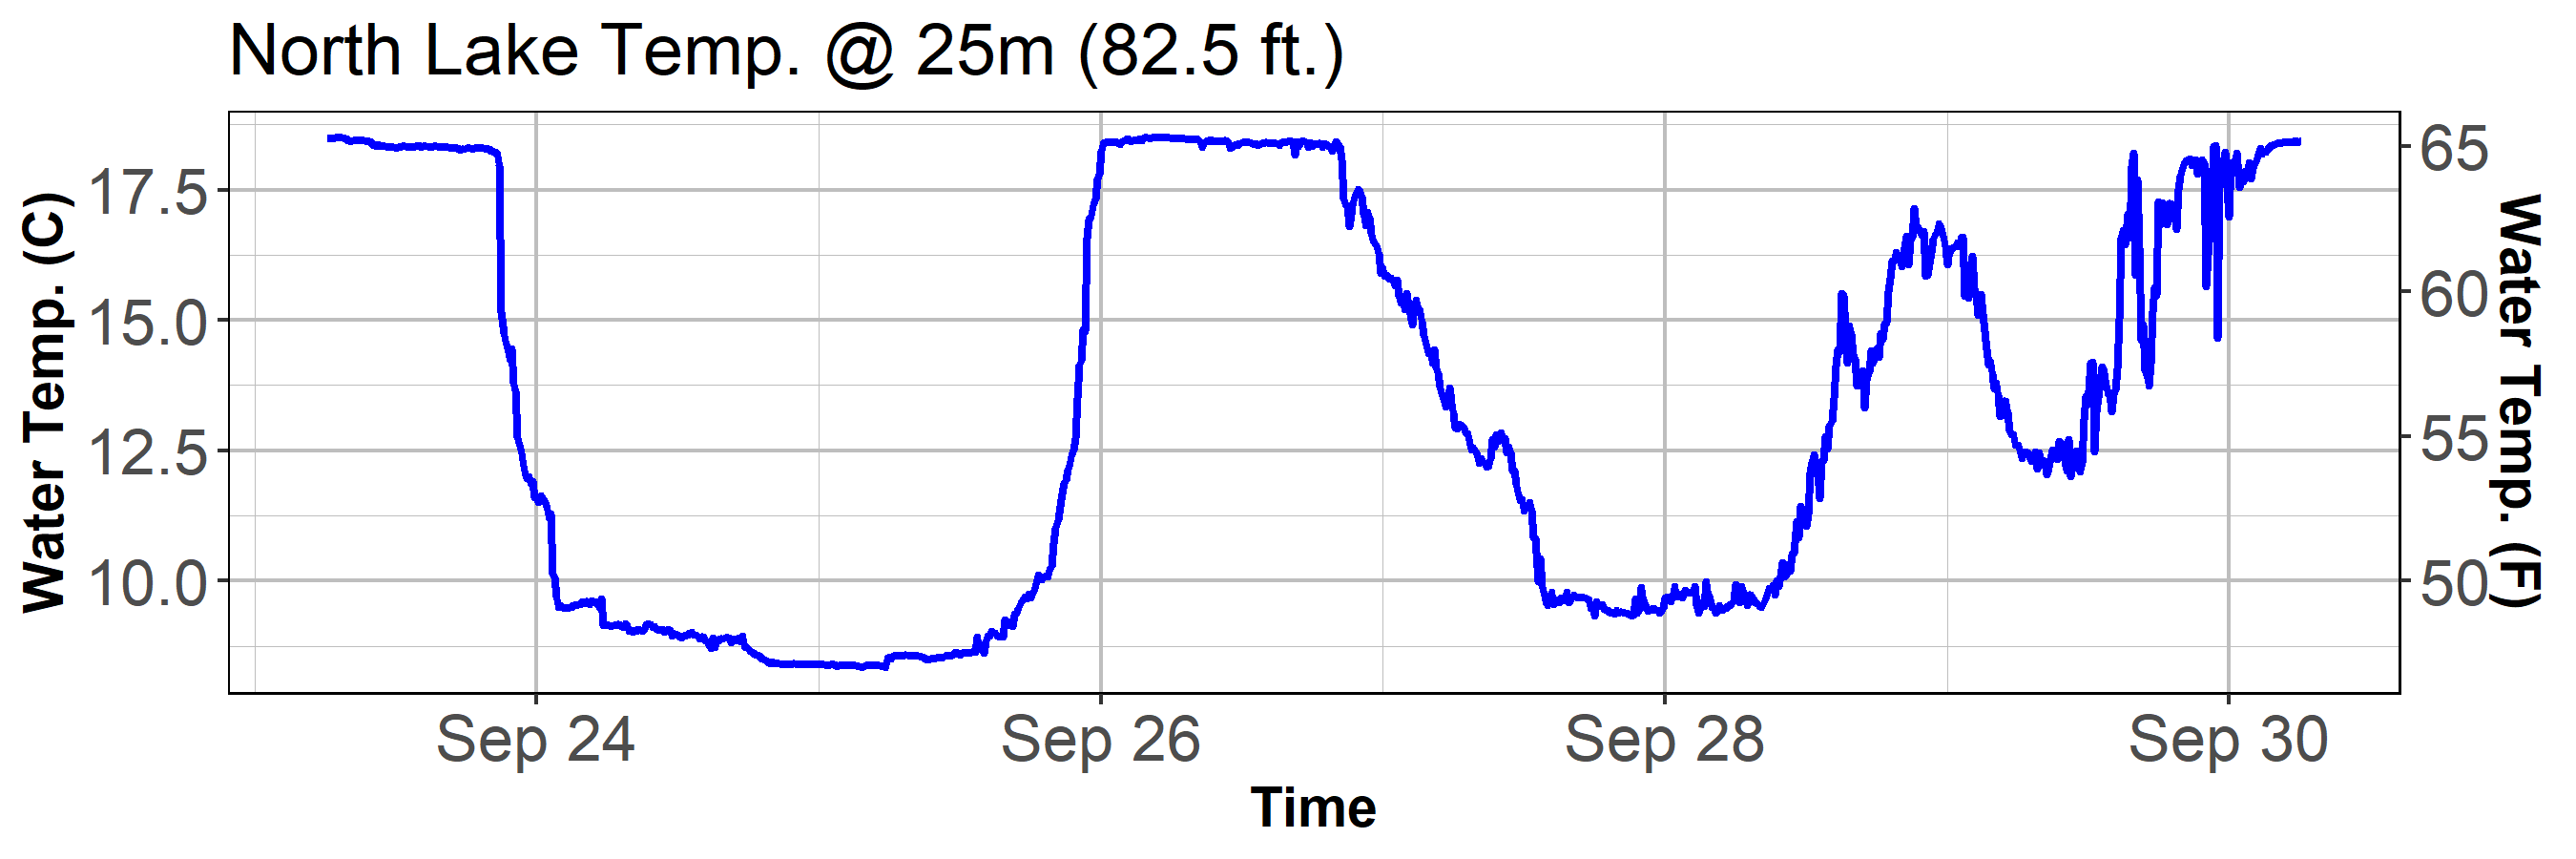 North Lake Temp. @ 25m (82.5 ft.)
Water Temp. (C)
17.5
15.0
12.5
10.0
65
60
55
50
Water Temp. (F)
Sep 24
Sep 26
Sep 28
Sep 30
Time